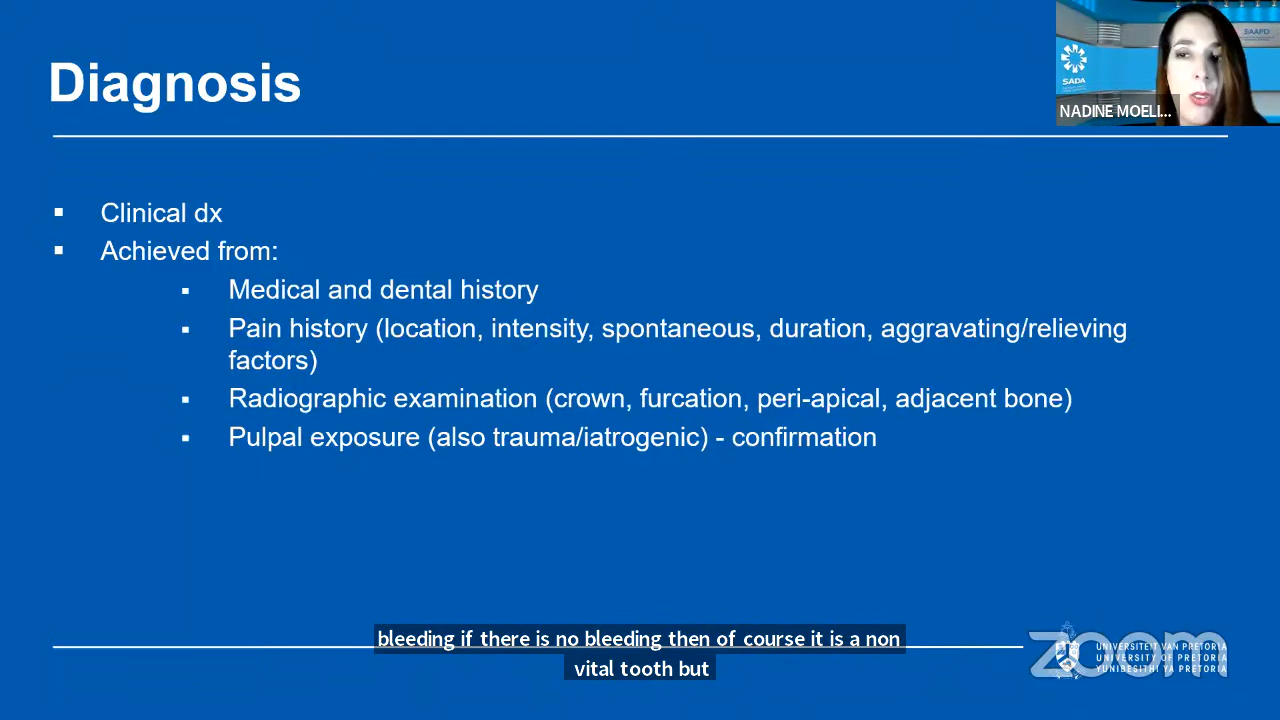 Diagnosis
SAAPD
SADA
NADINE MOELI...
▪ Clinical dx
▪ Achieved from:
▪ Medical and dental history
▪ Pain history (location, intensity, spontaneous, duration, aggravating/relieving
factors)
▪ Radiographic examination (crown, furcation, peri-apical, adjacent bone)
▪ Pulpal exposure (also trauma/iatrogenic) - confirmation
bleeding if there is no bleeding then of course it is a non
vital tooth but
zoom
UNIVERSITEIT VAN PRETORIA
UNIVERSITY OF PRETORIA
YUNIBESITHI YA PRETORIA